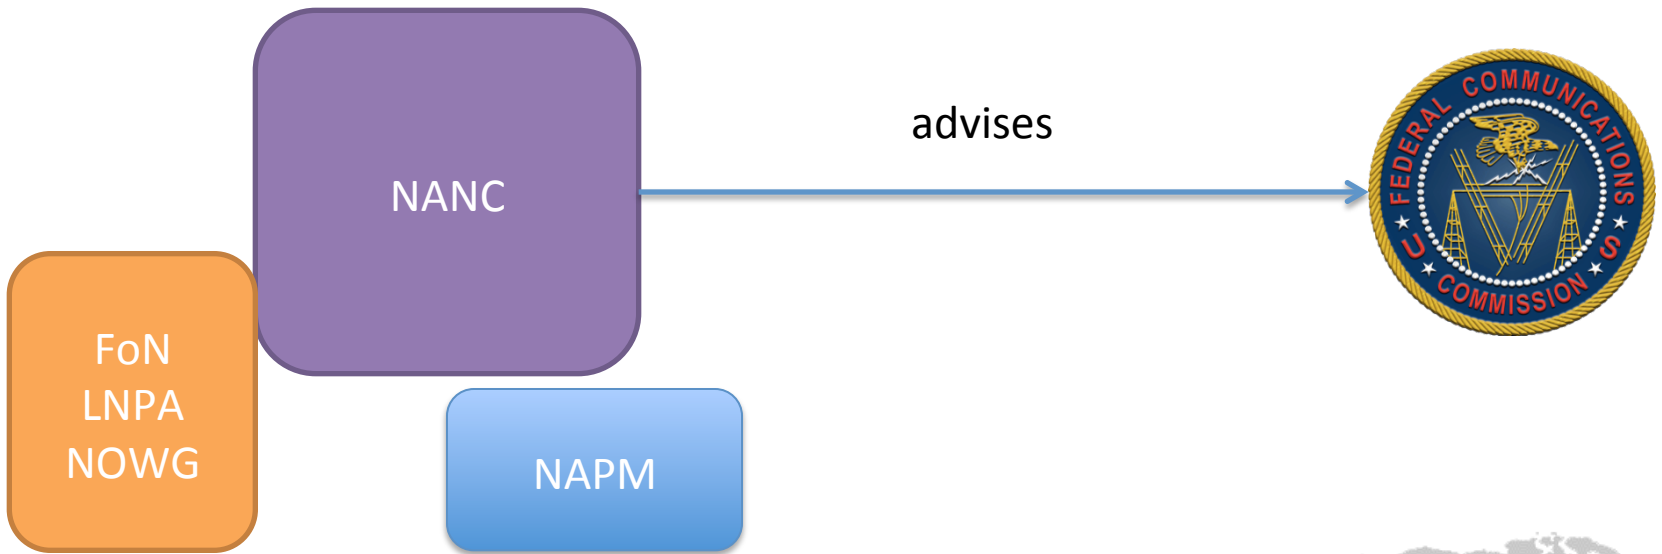 NANC
advises
FEDERAL COMMUNICATIONS
U ★ S
COMMISSION
FoN
LNPA
NOWG
NAPM